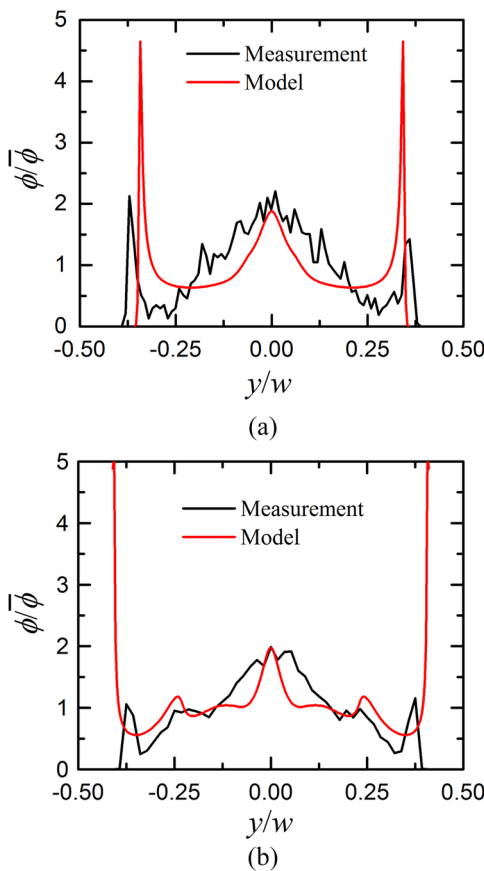 5
4
3
2
1
0
ϕ/ϕ̅
Measurement
Model
-0.50 -0.25 0.00 0.25 0.50
y/w
(a)
5
4
3
2
1
0
ϕ/ϕ̅
Measurement
Model
-0.50 -0.25 0.00 0.25 0.50
y/w
(b)